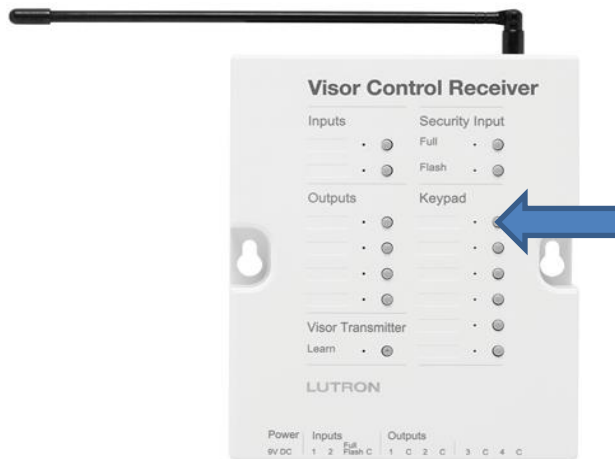 Visor Control Receiver
Inputs
Security Input
Full
Flash
Outputs
Keypad
Visor Transmitter
Learn
LUTRON
Power Inputs Outputs
9V DC 1 2 Full Flash C 1 C 2 C 3 C 4 C